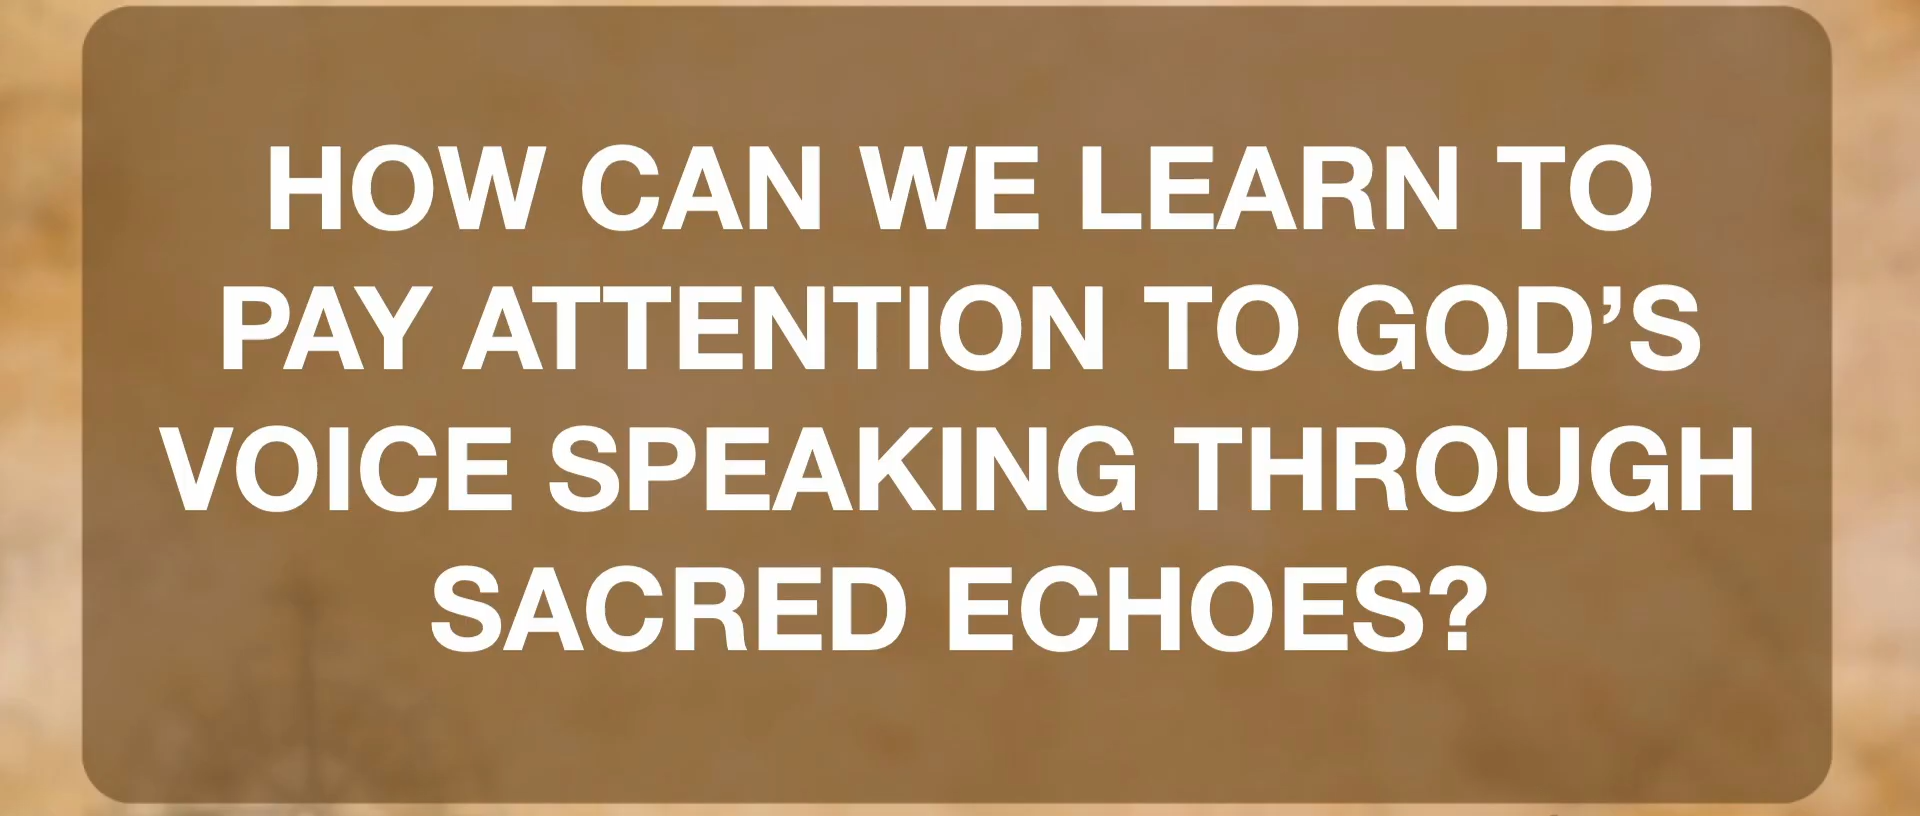 HOW CAN WE LEARN TO
PAY ATTENTION TO GOD’S
VOICE SPEAKING THROUGH
SACRED ECHOES?